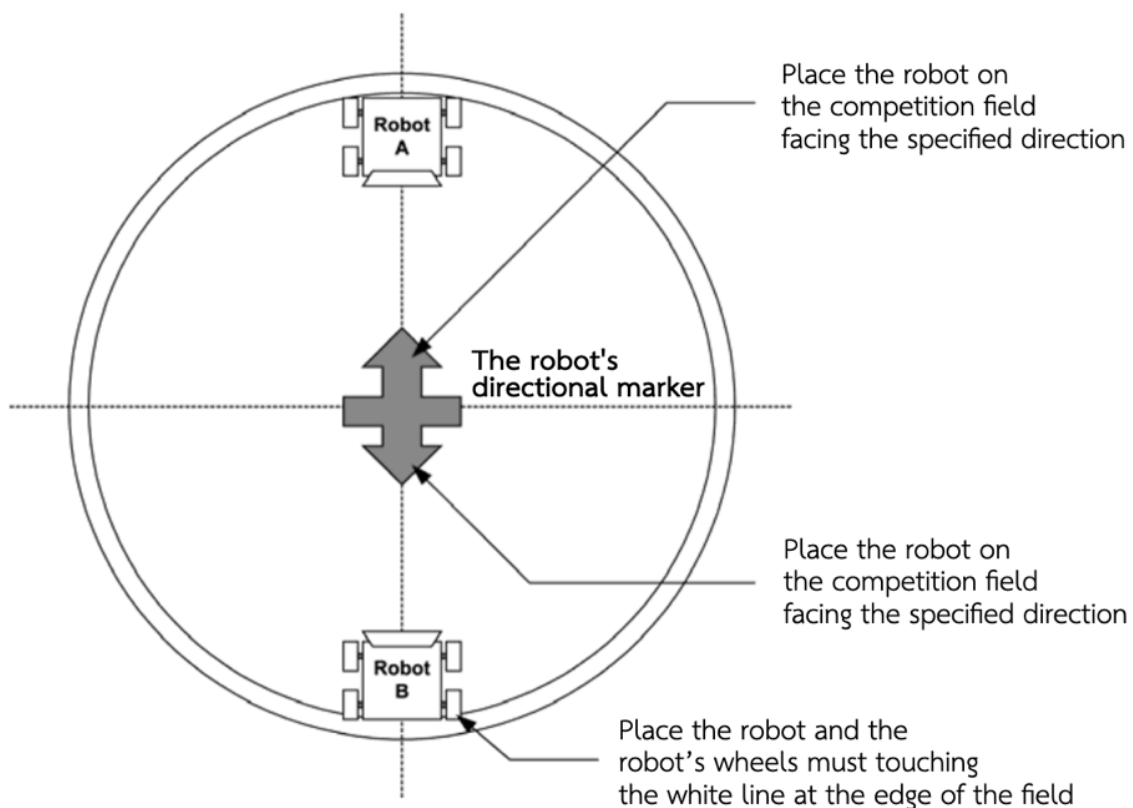 Place the robot on
the competition field
facing the specified direction
Robot
A
The robot's
directional marker
Place the robot on
the competition field
facing the specified direction
Robot
B
Place the robot and the
robot’s wheels must touching
the white line at the edge of the field